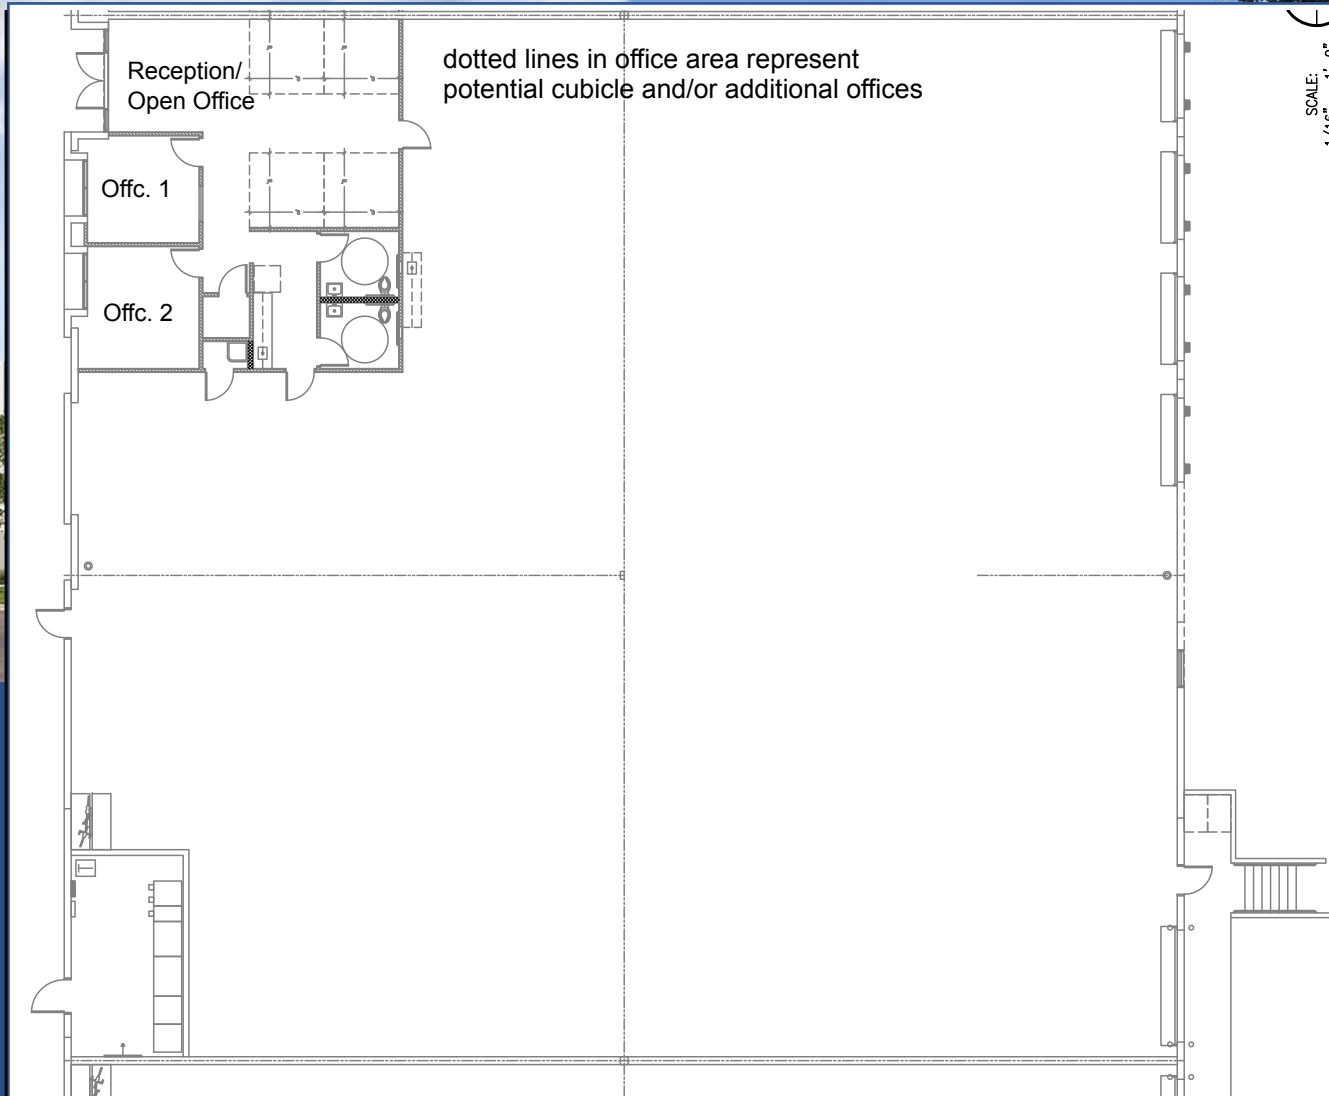 Reception/
Open Office
dotted lines in office area represent
potential cubicle and/or additional offices
Offc. 1
Offc. 2
SCALE: